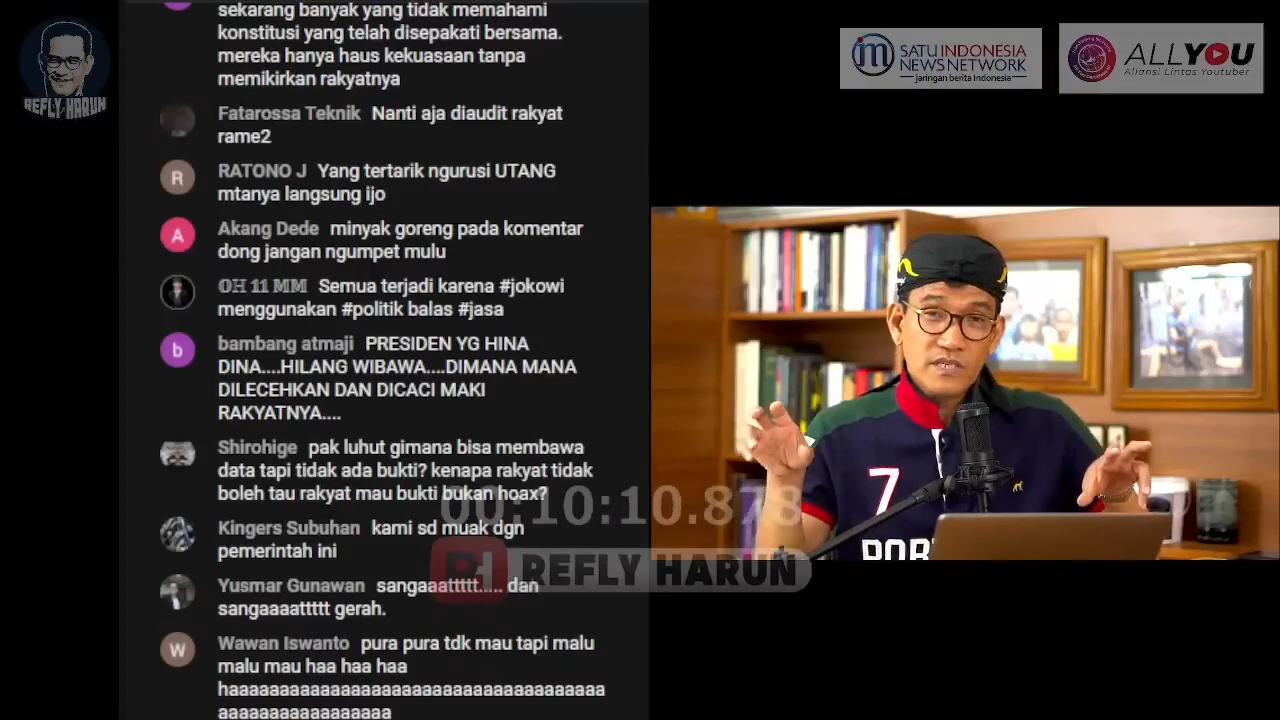 sekarang banyak yang tidak memahami
konstitusi yang telah disepakati bersama.
mereka hanya haus kekuasaan tanpa
memikirkan rakyatnya
Fatarossa Teknik Nanti aja diaudit rakyat
rame2
R
RATONO J Yang tertarik ngurusi UTANG
mtanya langsung ijo
A
Akang Dede minyak goreng pada komentar
dong jangan ngumpet mulu
𝕆ℍ 𝟙𝟙 𝕄𝕄 Semua terjadi karena #jokowi
menggunakan #politik balas #jasa
b
bambang atmaji PRESIDEN YG HINA
DINA....HILANG WIBAWA....DIMANA MANA
DILECEHKAN DAN DICACI MAKI
RAKYATNYA....
Shirohige pak luhut gimana bisa membawa
data tapi tidak ada bukti? kenapa rakyat tidak
boleh tau rakyat mau bukti bukan hoax?
Kingers Subuhan kami sd muak dgn
pemerintah ini
Yusmar Gunawan sangaaattttt..... dan
sangaaaattttt gerah.
W
Wawan Iswanto pura pura tdk mau tapi malu
malu mau haa haa haa
haaaaaaaaaaaaaaaaaaaaaaaaaaaaaaaaaaaaa
aaaaaaaaaaaaaaaaa
REFLY HARUN
SATU INDONESIA
NEWS NETWORK
jaringan berita Indonesia
ALLYOU
Aliansi Lintas Youtuber
7
00:10:10.878
REFLY HARUN